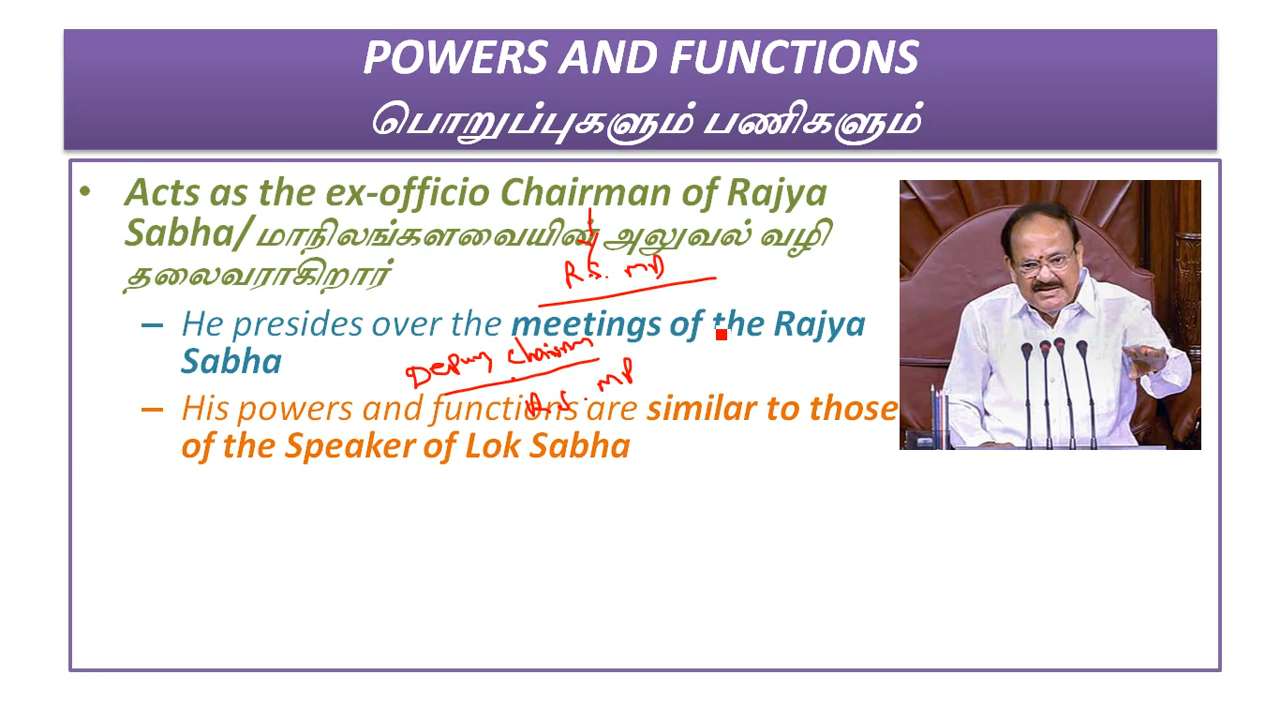 POWERS AND FUNCTIONS
பொறுப்புகளும் பணிகளும்
• Acts as the ex-officio Chairman of Rajya
Sabha/ மாநிலங்களவையின் அலுவல் வழி
R.S. MP
தலைவராகிறார்
– He presides over the meetings of the Rajya
Sabha
Deputy Chairman
R.S. MP
– His powers and functions are similar to those
of the Speaker of Lok Sabha